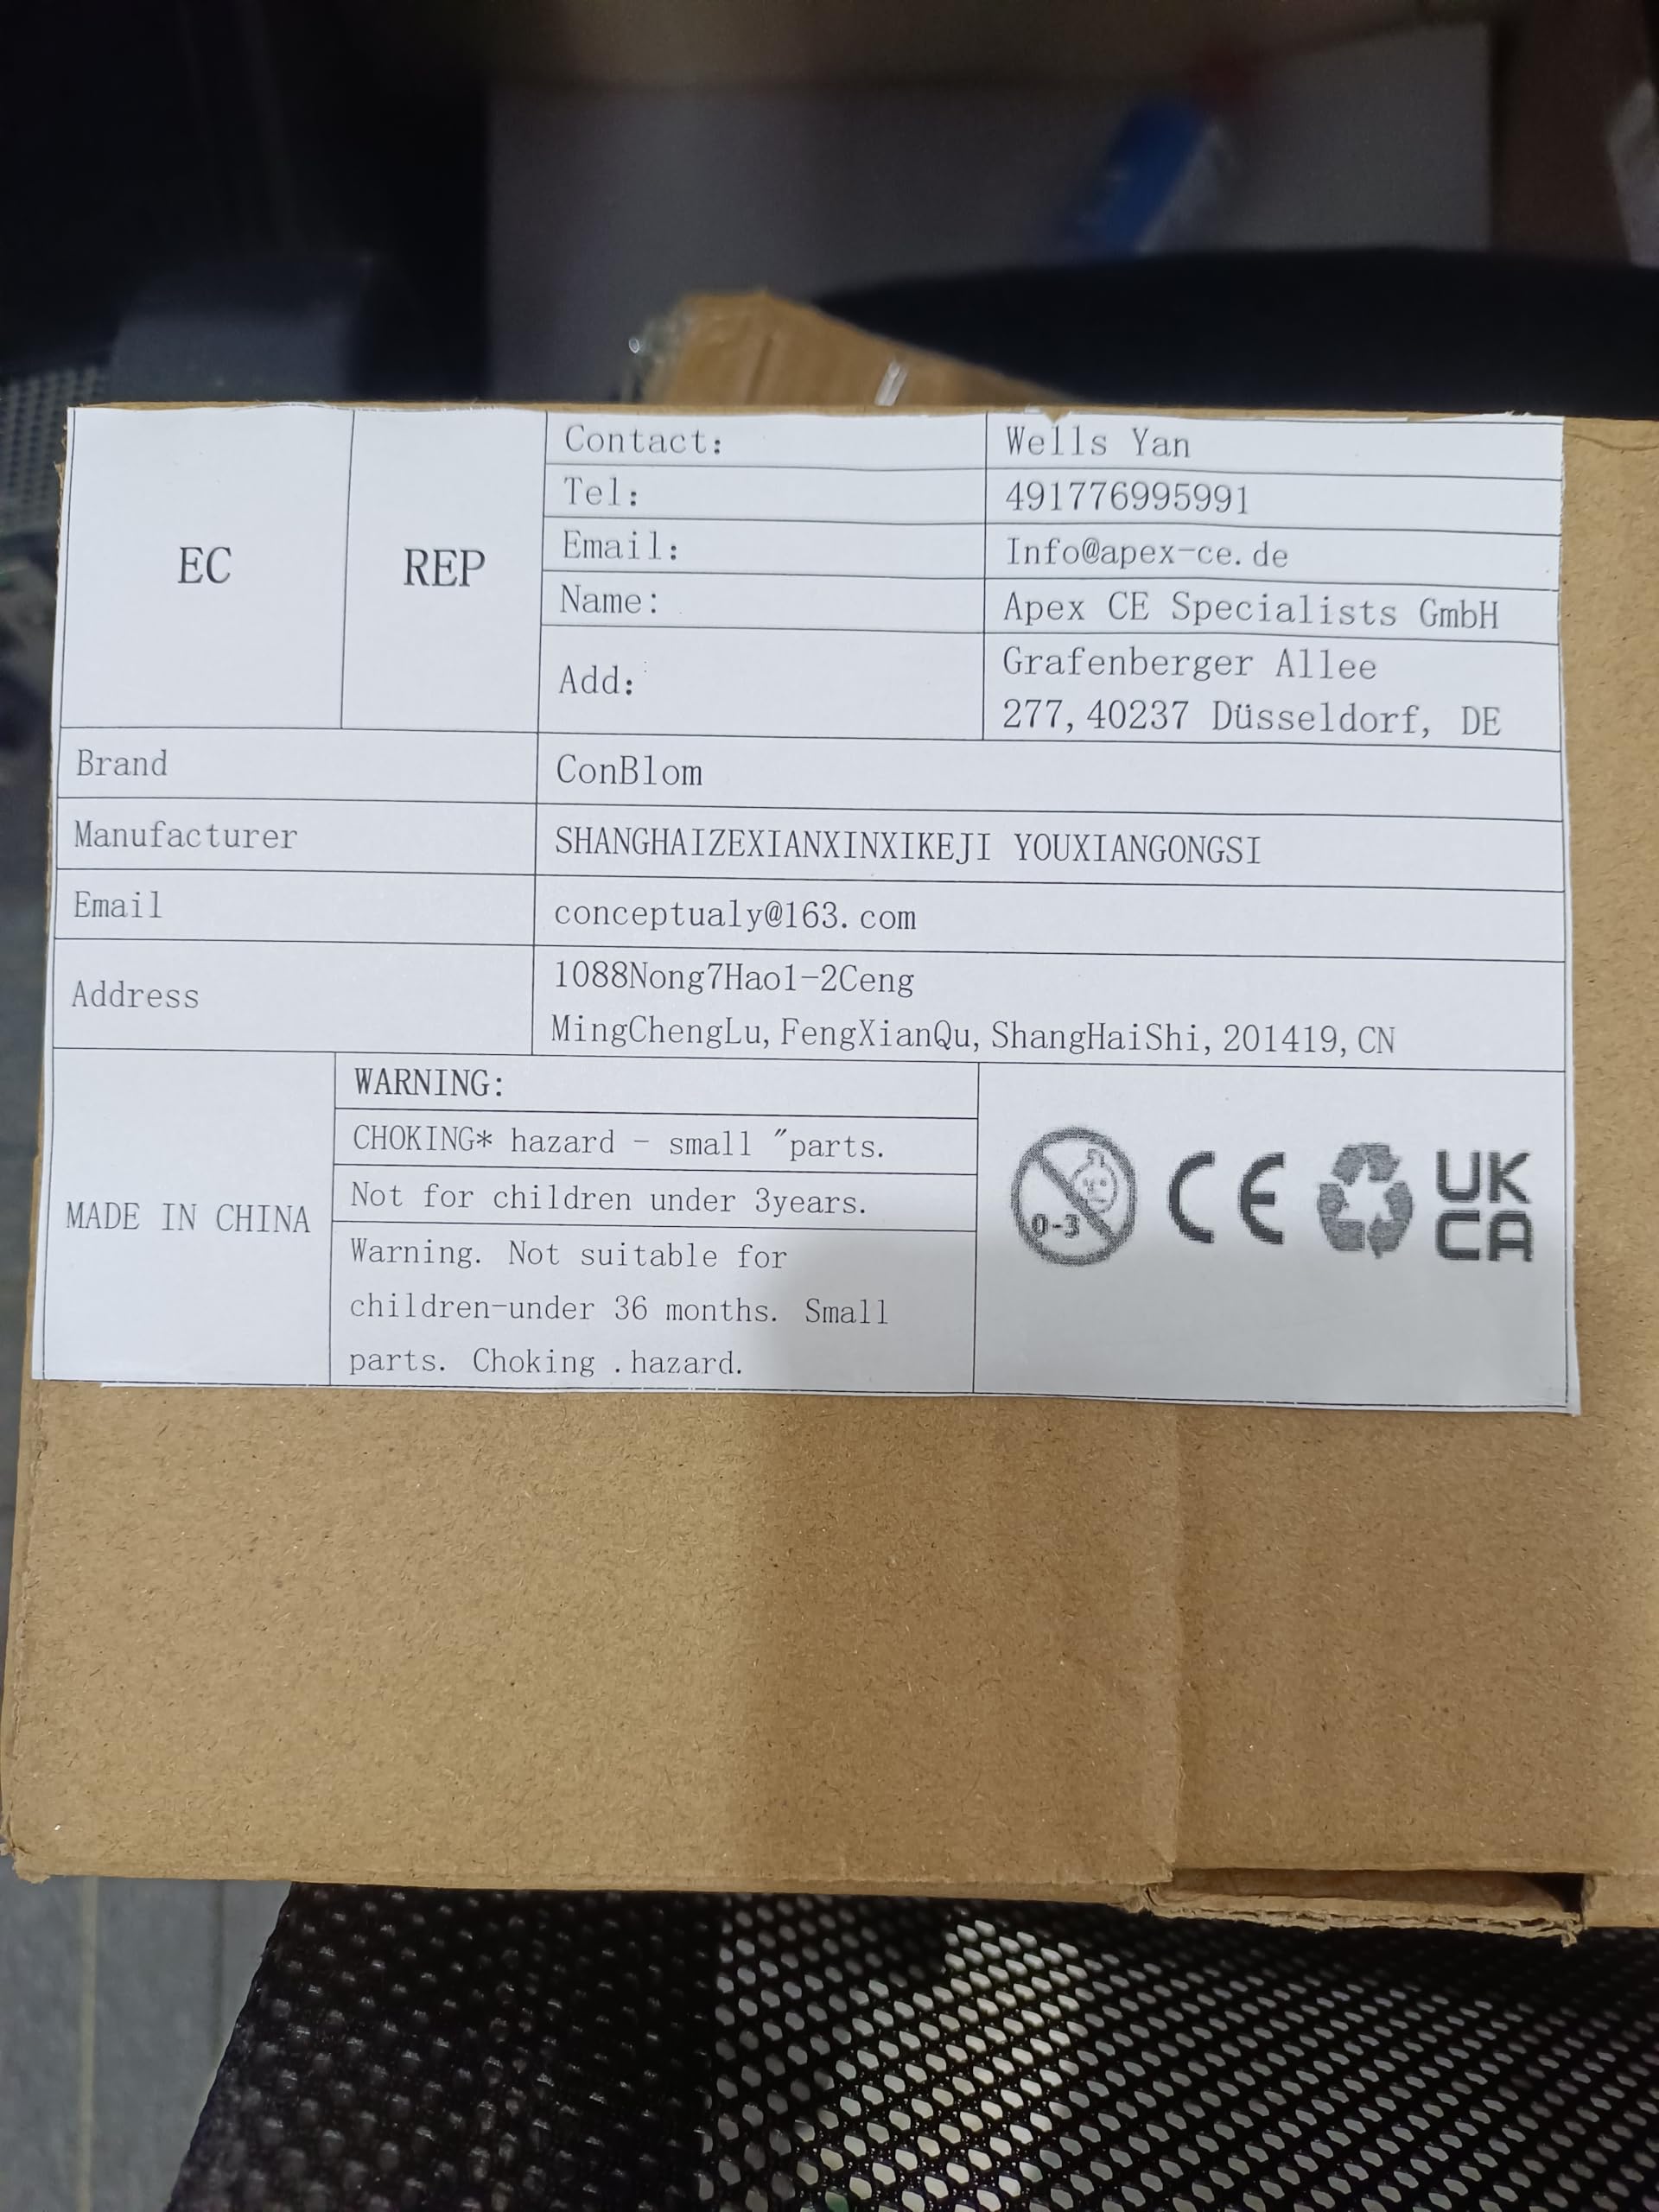 EC
REP
Contact: Wells Yan
Tel: 491776995991
Email: Info@apex-ce.de
Name: Apex CE Specialists GmbH
Add: Grafenberger Allee
277,40237 Düsseldorf, DE
Brand ConBlom
Manufacturer SHANGHAIZEXIANXINXIKEJI YOUXIANGONGSI
Email conceptualy@163.com
Address 1088Nong7Hao1-2Ceng
MingChengLu,FengXianQu,ShangHaiShi,201419,CN
MADE IN CHINA
WARNING:
CHOKING* hazard - small "parts.
Not for children under 3years.
Warning. Not suitable for
children-under 36 months. Small
parts. Choking .hazard.
0-3
CE
UK
CA